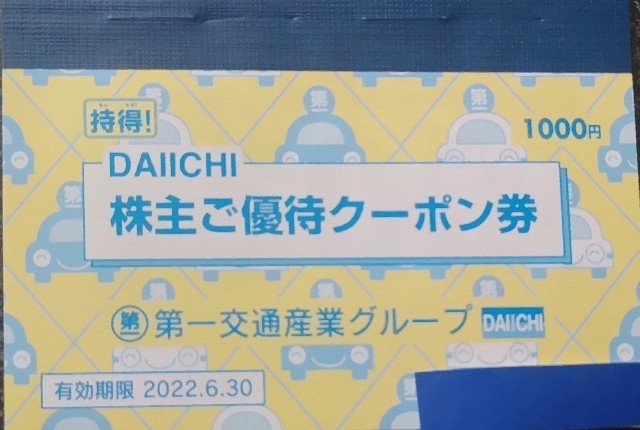 持得!
1000円
DAIICHI
株主ご優待クーポン券
第 第一交通産業グループ DAIICHI
有効期限 2022.6.30